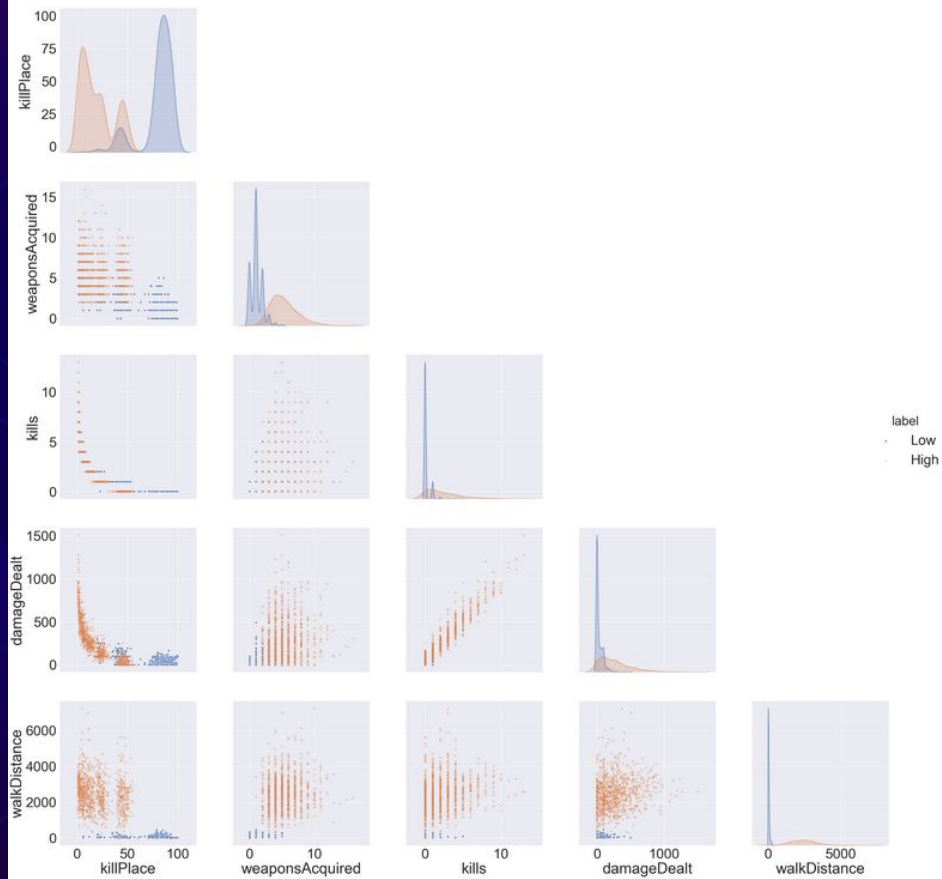 100
75
50
25
0
killPlace
15
10
5
0
weaponsAcquired
10
5
0
kills
label
Low
High
1500
1000
500
0
damageDealt
6000
4000
2000
0
walkDistance
0 50 100
0 10
0 10
0 1000
0 5000
killPlace
weaponsAcquired
kills
damageDealt
walkDistance